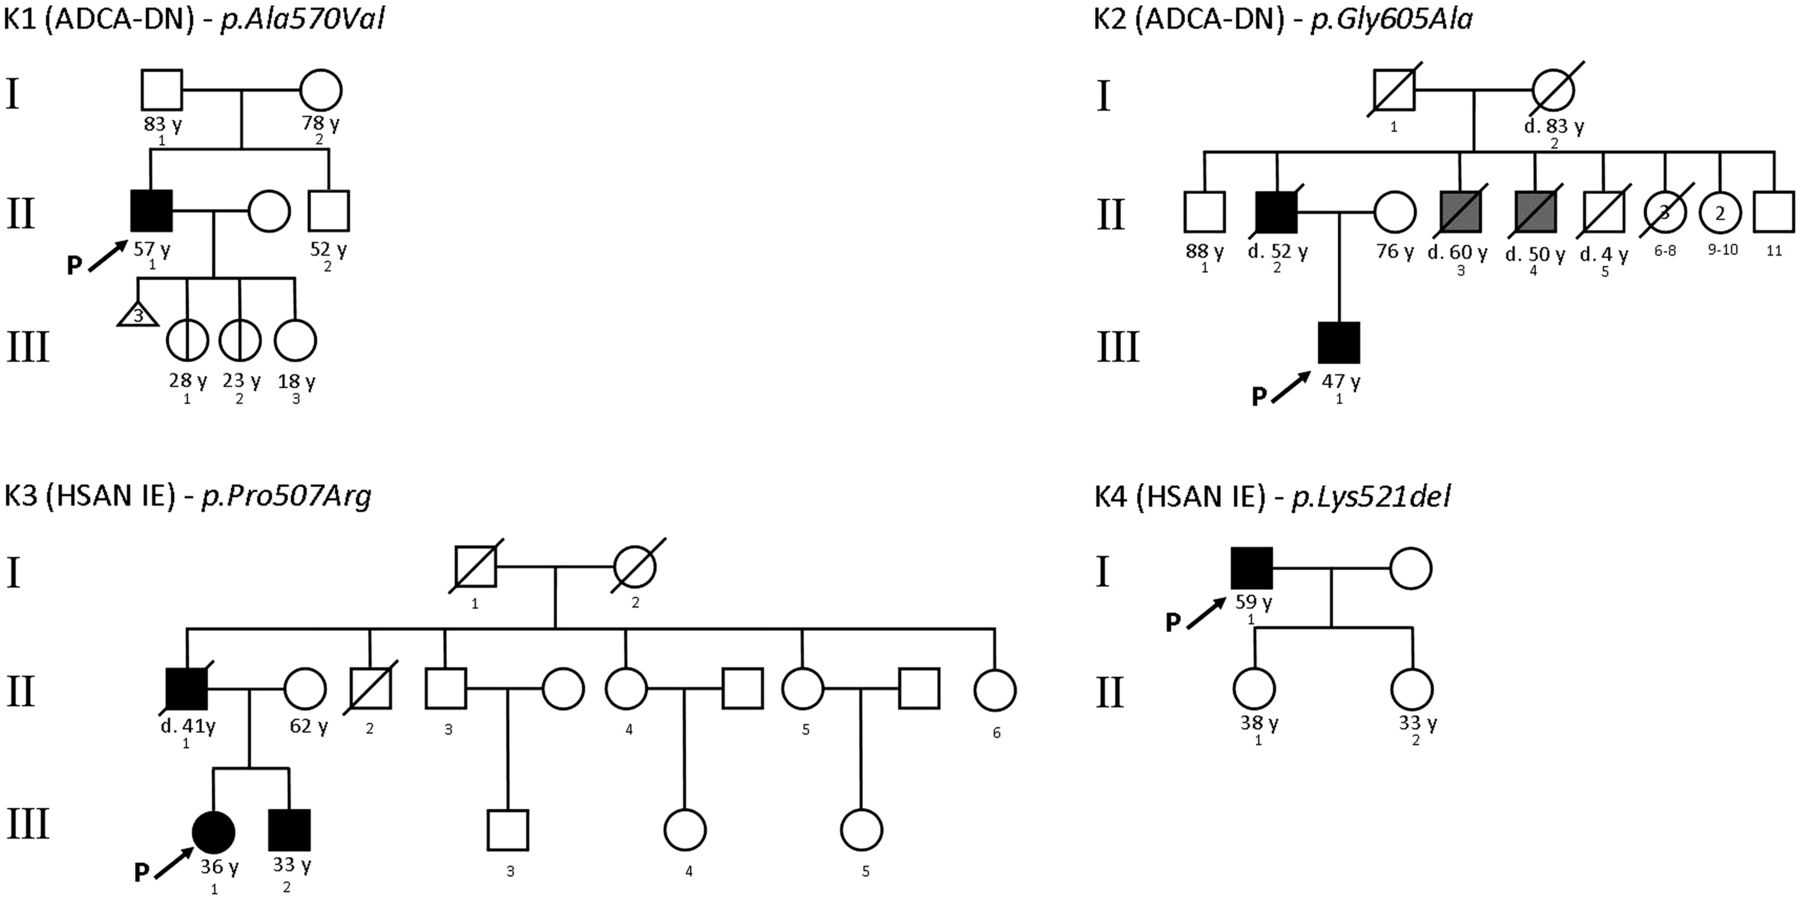 K1 (ADCA-DN) - p.Ala570Val
I
83 y
1
78 y
2
II
P
57 y
1
52 y
2
3
III
28 y
1
23 y
2
18 y
3
K2 (ADCA-DN) - p.Gly605Ala
I
1
d. 83 y
2
II
3
2
88 y
1
d. 52 y
2
76 y
d. 60 y
3
d. 50 y
4
d. 4 y
5
6-8
9-10
11
III
P
47 y
1
K3 (HSAN IE) - p.Pro507Arg
I
1
2
II
d. 41y
1
62 y
2
3
4
5
6
III
P
36 y
1
33 y
2
3
4
5
K4 (HSAN IE) - p.Lys521del
I
P
59 y
1
II
38 y
1
33 y
2